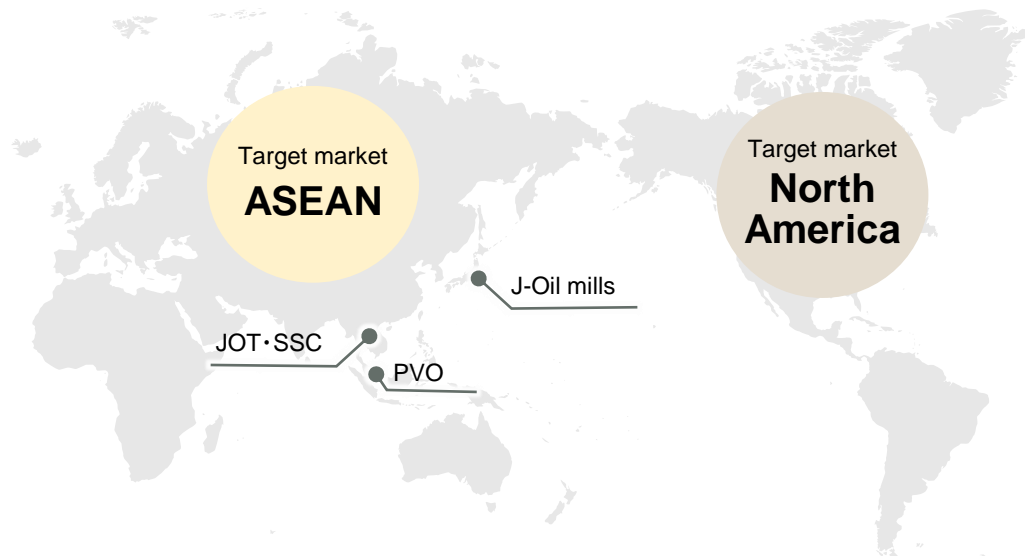 Target market
ASEAN
Target market
North
America
J-Oil mills
JOT・SSC
PVO